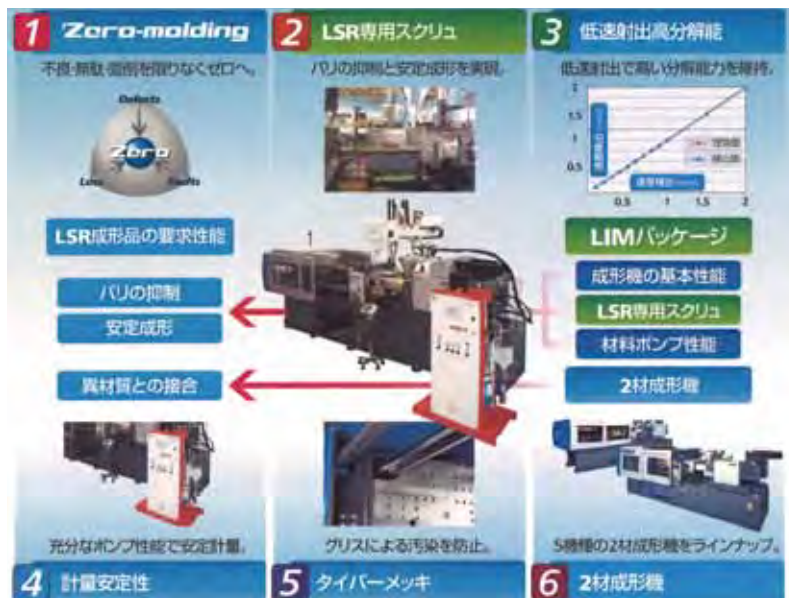 1 Zero-molding
不良・無駄・面倒を限りなくゼロへ。
Defects
Zero
Loss
Faults
2 LSR専用スクリュ
バリの抑制と安定成形を実現。
3 低速射出高分解能
低速射出で高い分解能力を維持。
2
1.5
1
0.5
0.5
1
1.5
2
LSR成形品の要求性能
バリの抑制
安定成形
異材質との接合
LIMパッケージ
成形機の基本性能
LSR専用スクリュ
材料ポンプ性能
2材成形機
充分なポンプ性能で安定計量。
4 計量安定性
グリスによる汚染を防止。
5 タイバーメッキ
5機種の2材成形機をラインナップ。
6 2材成形機